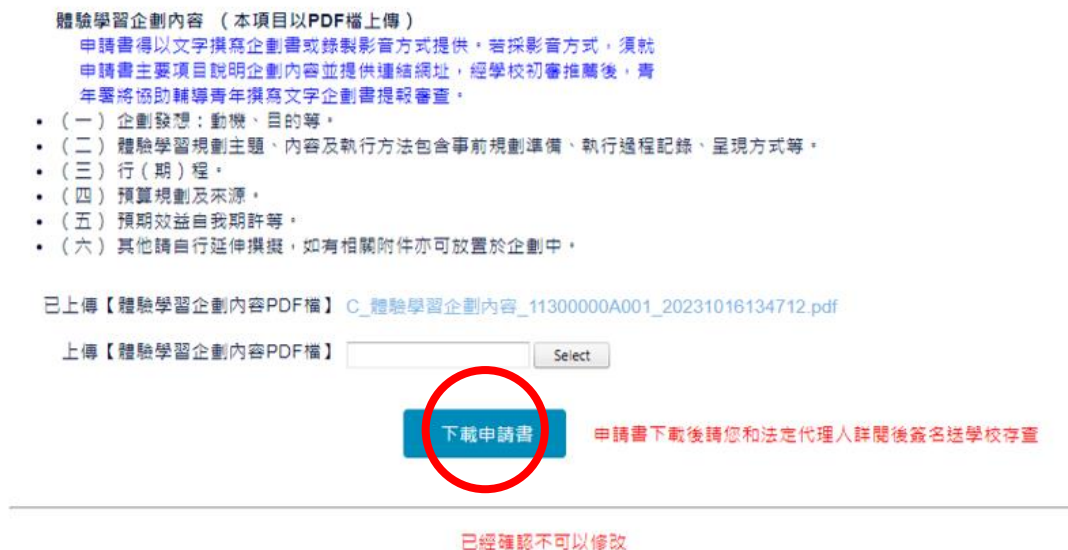 體驗學習企劃內容 （本項目以PDF檔上傳）
申請書得以文字撰寫企劃書或錄製影音方式提供。若採影音方式，須就
申請書主要項目說明企劃內容並提供連結網址，經學校初審推薦後，青
年署將協助輔導青年撰寫文字企劃書提報審查。
• （一）企劃發想：動機、目的等。
• （二）體驗學習規劃主題、內容及執行方法包含事前規劃準備、執行過程記錄、呈現方式等。
• （三）行（期）程。
• （四）預算規劃及來源。
• （五）預期效益自我期許等。
• （六）其他請自行延伸撰擬，如有相關附件亦可放置於企劃中。
已上傳【體驗學習企劃內容PDF檔】 C_體驗學習企劃內容_11300000A001_20231016134712.pdf
上傳【體驗學習企劃內容PDF檔】 Select
下載申請書 申請書下載後請您和法定代理人詳閱後簽名送學校存查
已經確認不可以修改